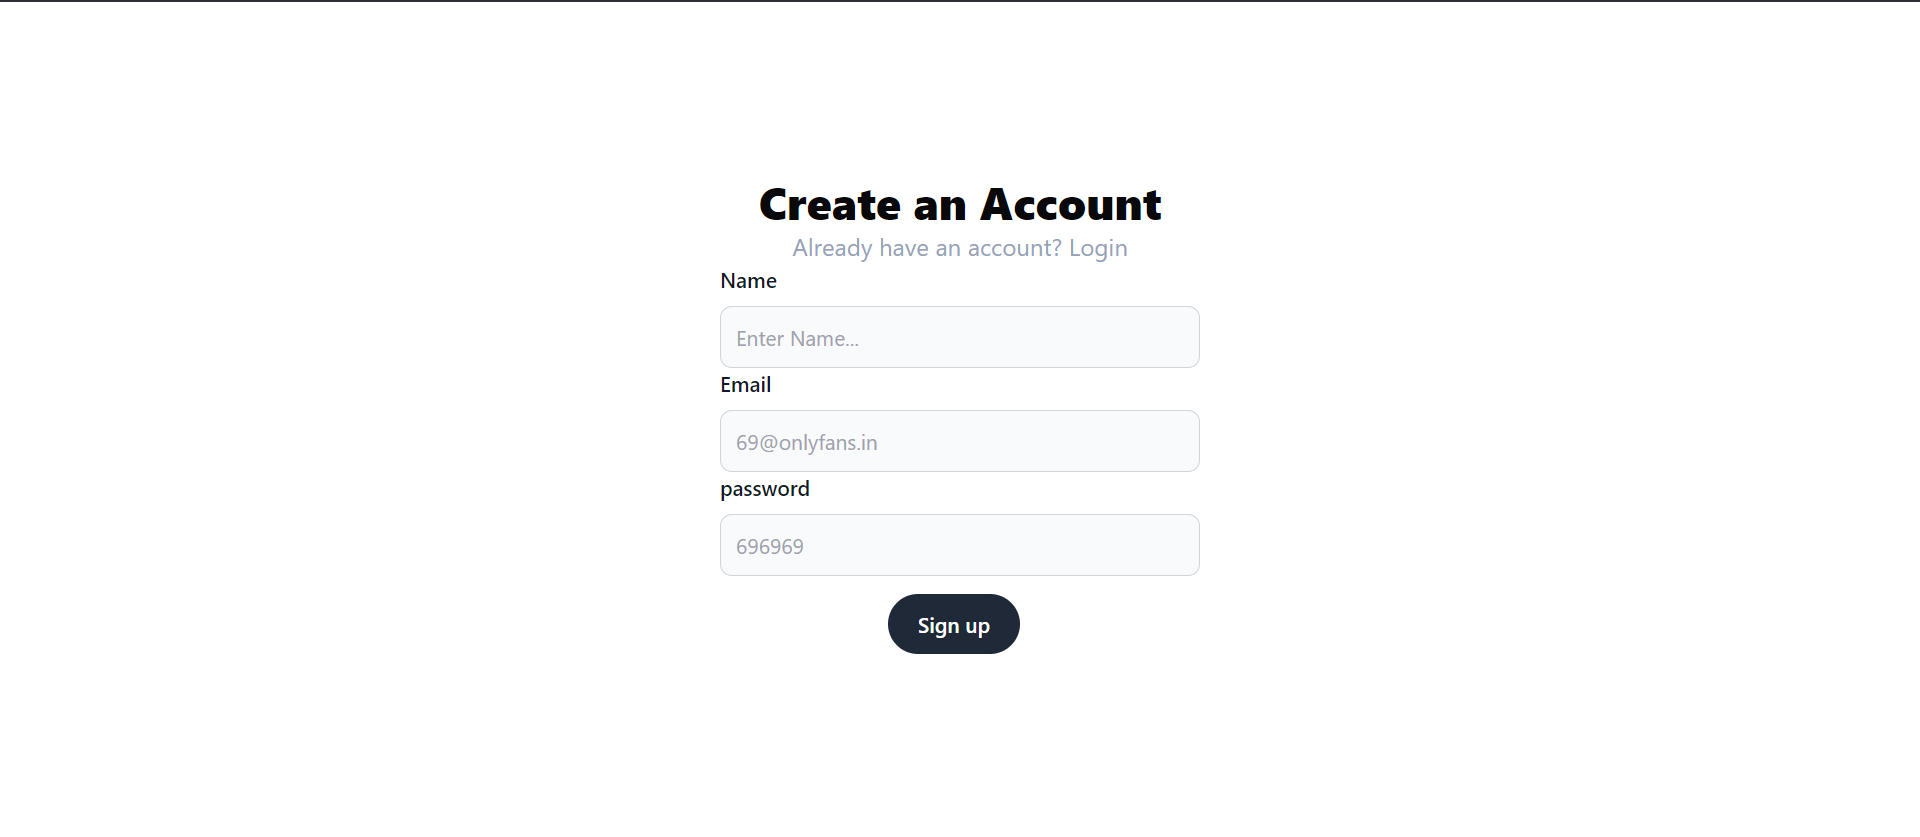 Create an Account
Already have an account? Login
Name
Enter Name...
Email
69@onlyfans.in
password
696969
Sign up